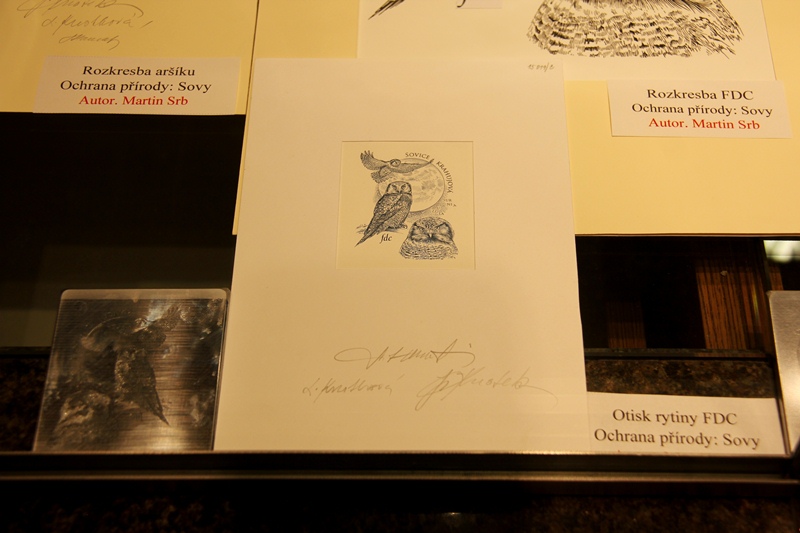 Rozkresba aršíku
Ochrana přírody: Sovy
Autor. Martin Srb
Rozkresba FDC
Ochrana přírody: Sovy
Autor. Martin Srb
SOVICE KRAHUJOVÁ
fdc
Otisk rytiny FDC
Ochrana přírody: Sovy